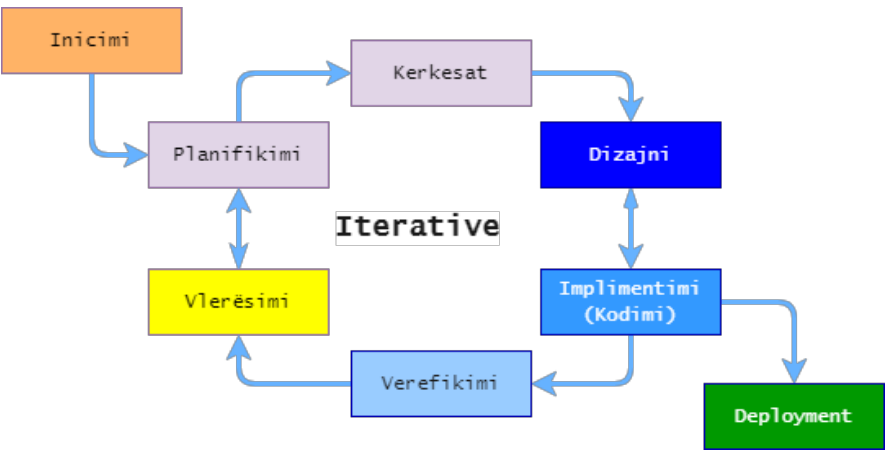 Inicimi
Kerkesat
Planifikimi
Dizajni
Iterative
Vlerësimi
Implimentimi
(Kodimi)
Verefikimi
Deployment